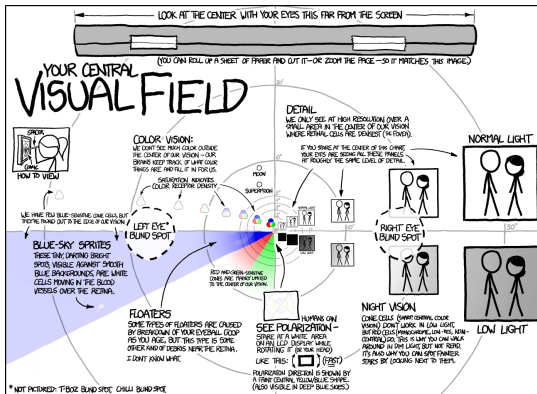 LOOK AT THE CENTER WITH YOUR EYES THIS FAR FROM THE SCREEN
(YOU CAN ROLL UP A SHEET OF PAPER AND CUT IT—OR ZOOM THE PAGE—SO IT MATCHES THIS IMAGE.)
YOUR CENTRAL
VISUAL FIELD
SPACER
COMIC
HOW TO VIEW
COLOR VISION:
WE DON'T SEE MUCH COLOR OUTSIDE
THE CENTER OF OUR VISION—OUR
BRAINS KEEP TRACK OF WHAT COLOR
THINGS ARE AND FILL IT IN FOR US.
SATURATION INDICATES
COLOR RECEPTOR DENSITY
MOON
SUPERMOON
DETAIL
WE ONLY SEE AT HIGH RESOLUTION OVER A
SMALL AREA IN THE CENTER OF OUR VISION
WHERE RETINAL CELLS ARE DENSEST (THE FOVEA).
IF YOU STARE AT THE CENTER OF THIS CHART,
YOUR EYES ARE SEEING ALL THESE PANELS
AT ROUGHLY THE SAME LEVEL OF DETAIL.
NORMAL LIGHT
NORMAL LIGHT
LOW LIGHT
WE HAVE FEW BLUE-SENSITIVE CONE CELLS, BUT
THEY'RE FOUND OUT TO THE EDGE OF OUR VISION.
LEFT EYE*
BLIND SPOT
RIGHT EYE*
BLIND SPOT
30°
BLUE-SKY SPRITES
THESE TINY, DARTING BRIGHT
SPOTS, VISIBLE AGAINST SMOOTH
BLUE BACKGROUNDS, ARE WHITE
CELLS MOVING IN THE BLOOD
VESSELS OVER THE RETINA.
RED AND GREEN-SENSITIVE
CONES ARE MAINLY LIMITED
TO THE CENTER OF OUR VISION.
FLOATERS
SOME TYPES OF FLOATERS ARE CAUSED
BY BREAKDOWN OF YOUR EYEBALL GOOP
AS YOU AGE, BUT THIS TYPE IS SOME
OTHER KIND OF DEBRIS NEAR THE RETINA.
I DON'T KNOW WHAT.
HUMANS CAN
SEE POLARIZATION—
STARE AT A WHITE AREA
ON AN LCD DISPLAY WHILE
ROTATING IT (OR YOUR HEAD)
LIKE THIS: (FAST)
POLARIZATION DIRECTION IS SHOWN BY
A FAINT CENTRAL YELLOW/BLUE SHAPE.
(ALSO VISIBLE IN DEEP BLUE SKIES.)
NIGHT VISION
CONE CELLS (SMART, CENTRAL COLOR
VISION) DON'T WORK IN LOW LIGHT,
BUT ROD CELLS (MONOCHROME, LOW-RES, NON-
CENTRAL) DO. THIS IS WHY YOU CAN WALK
AROUND IN DIM LIGHT, BUT NOT READ.
IT'S ALSO WHY YOU CAN SPOT FAINTER
STARS BY LOOKING NEXT TO THEM.
LOW LIGHT
* NOT PICTURED: T-BOZ BLIND SPOT, CHILLI BLIND SPOT